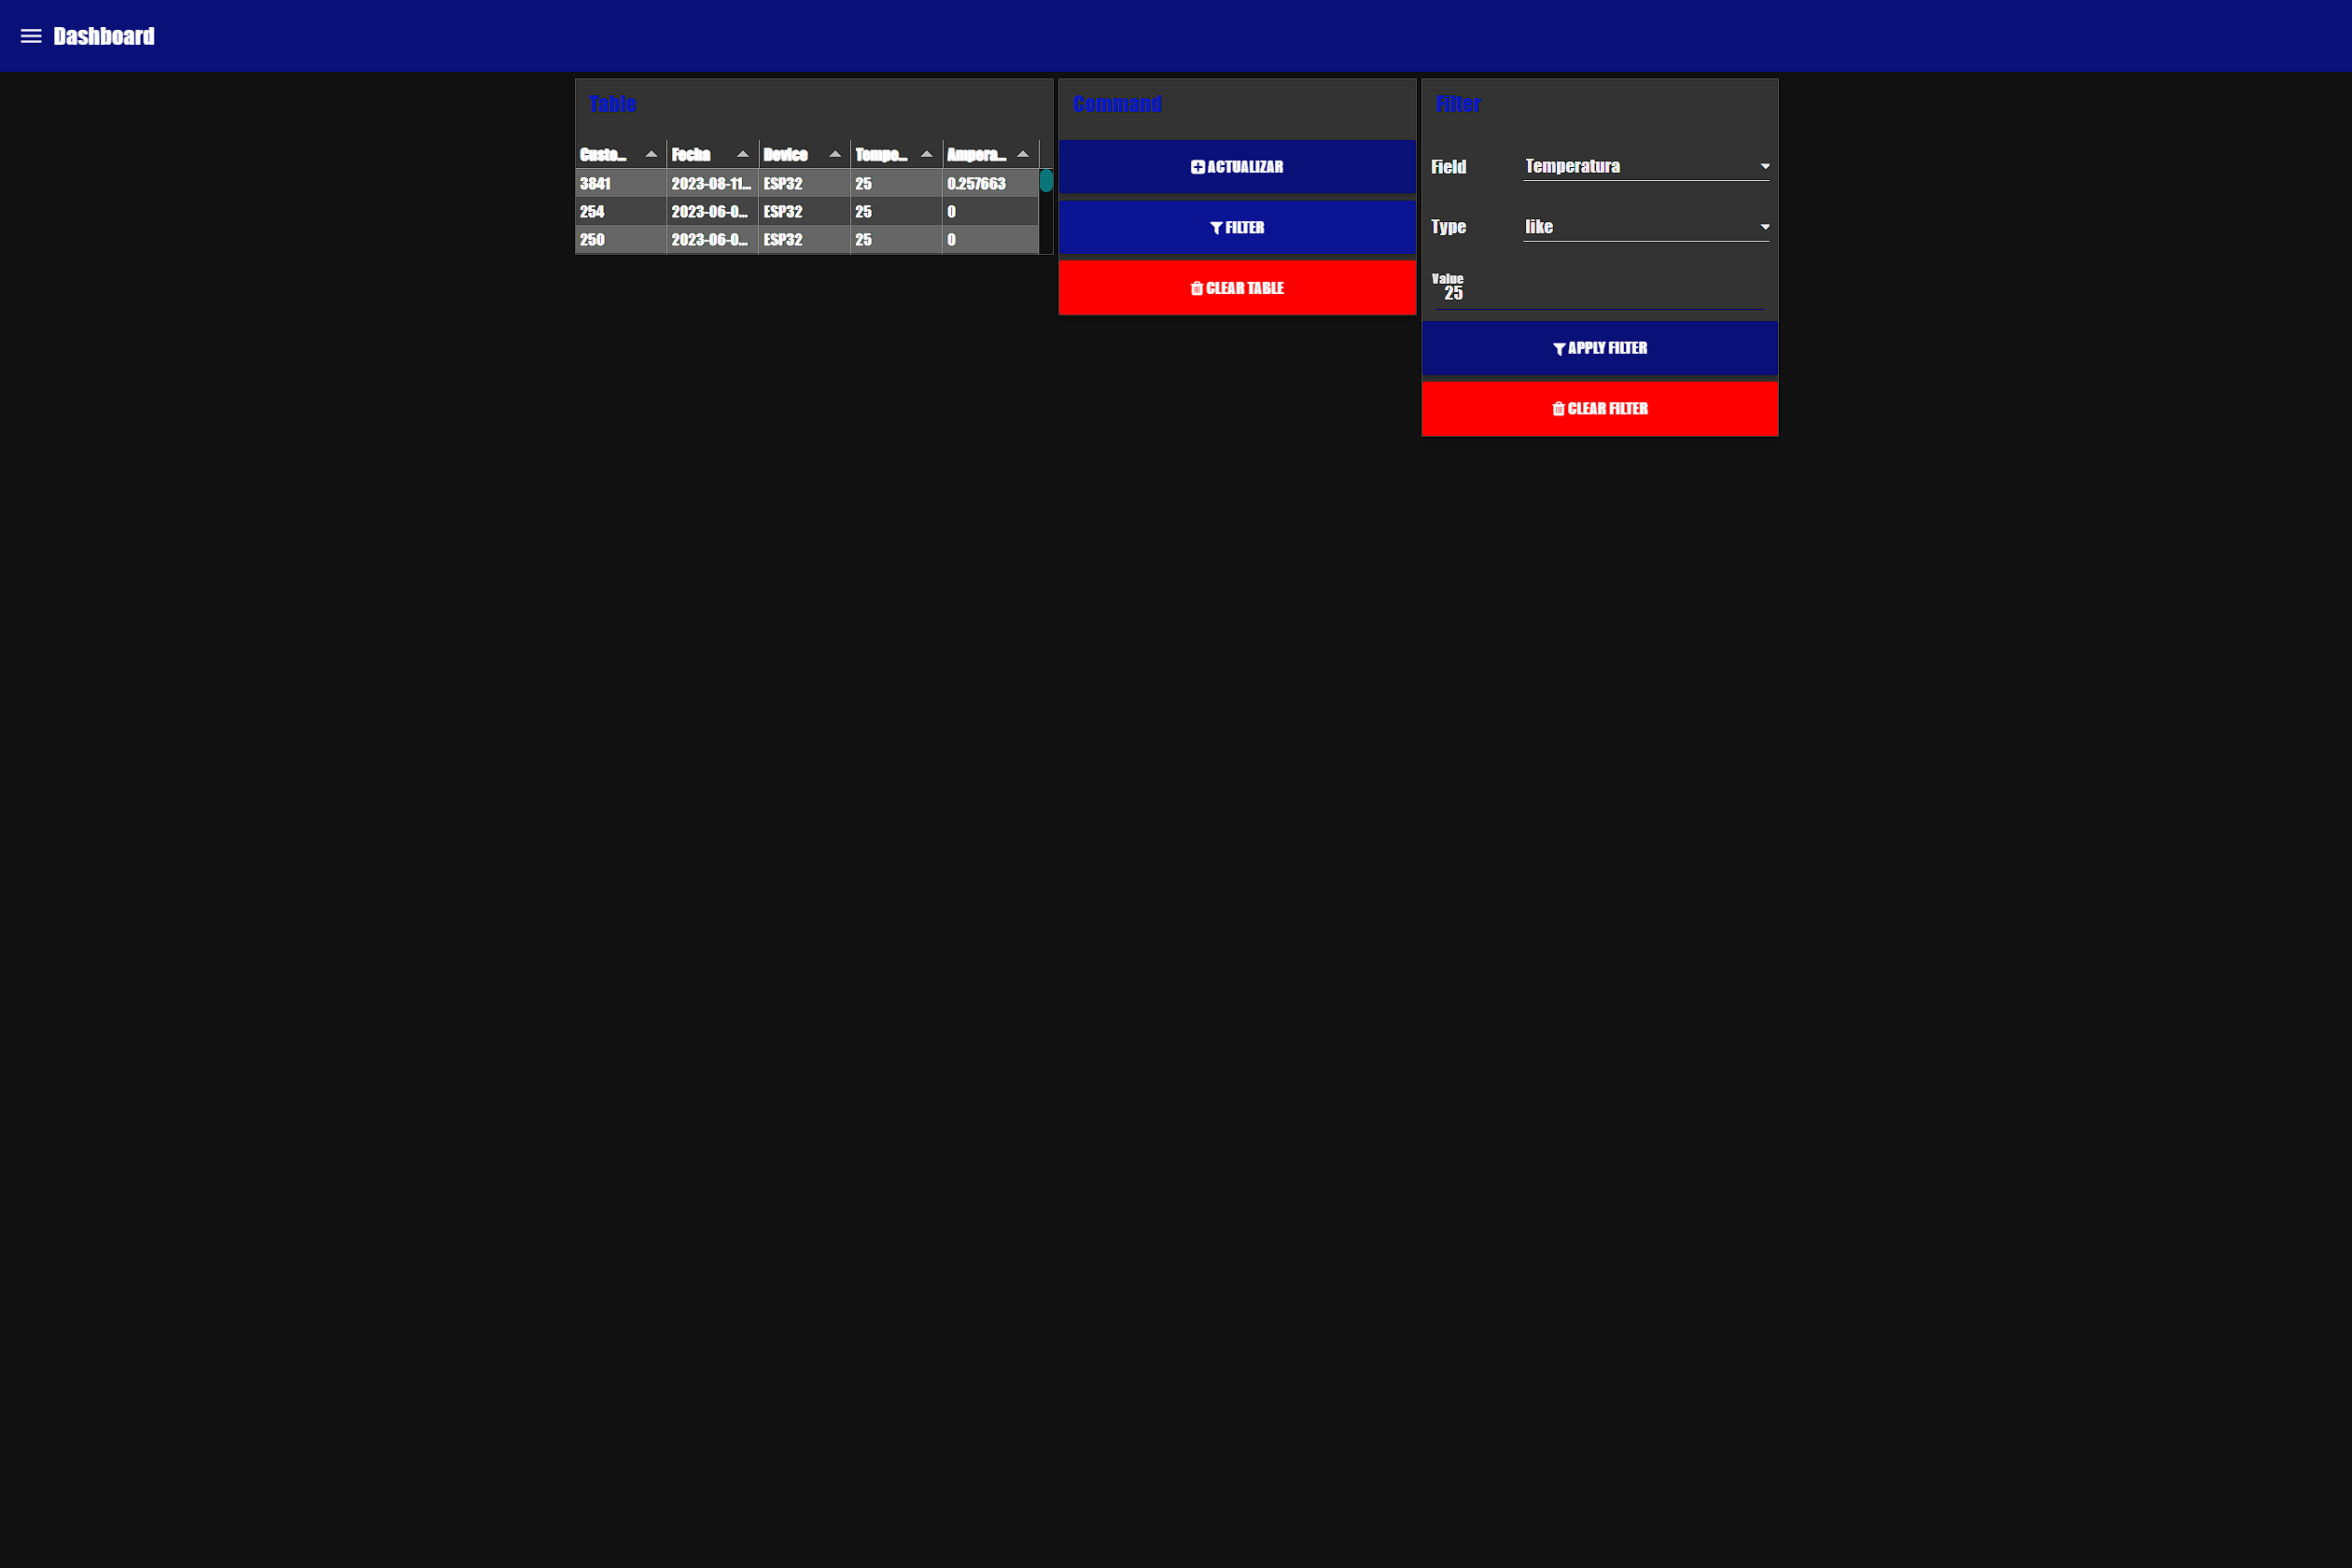 Dashboard
Table
Custo... Fecha Device Tempe... Ampera...
3841 2023-08-11... ESP32 25 0.257663
254 2023-06-0... ESP32 25 0
250 2023-06-0... ESP32 25 0
Command
ACTUALIZAR
FILTER
CLEAR TABLE
Filter
Field Temperatura
Type like
Value
25
APPLY FILTER
CLEAR FILTER